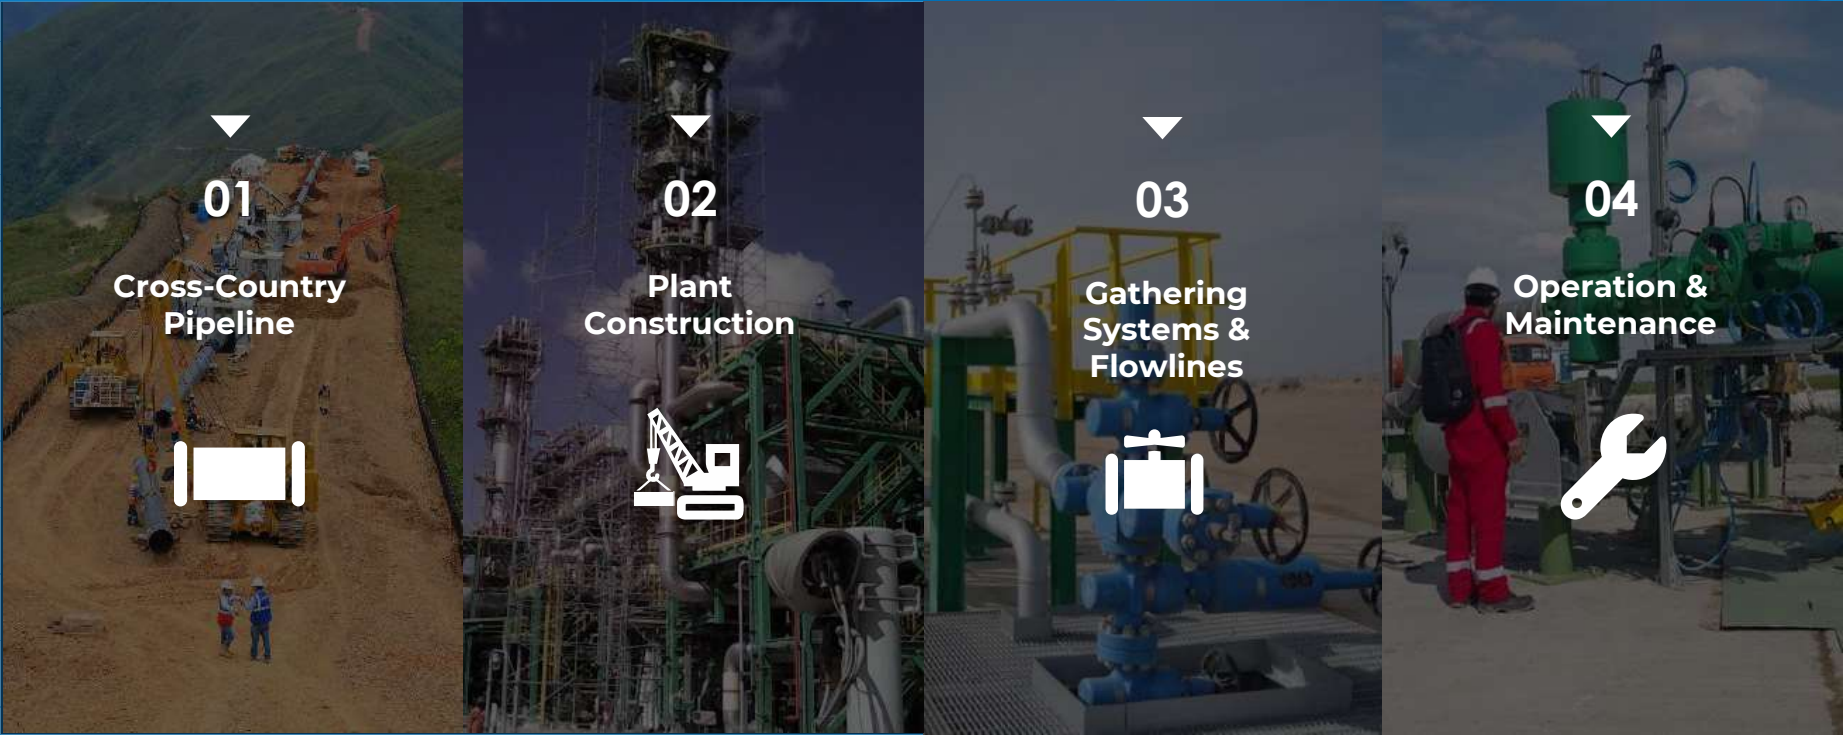 01
Cross-Country
Pipeline
02
Plant
Construction
03
Gathering
Systems &
Flowlines
04
Operation &
Maintenance